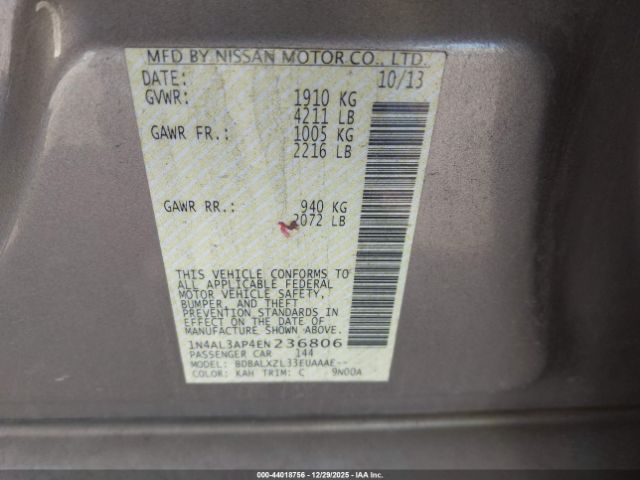 MFD BY NISSAN MOTOR CO., LTD.
DATE: 10/13
GVWR: 1910 KG
4211 LB
GAWR FR.: 1005 KG
2216 LB
GAWR RR.: 940 KG
2072 LB
THIS VEHICLE CONFORMS TO
ALL APPLICABLE FEDERAL
MOTOR VEHICLE SAFETY,
BUMPER, AND THEFT
PREVENTION STANDARDS IN
EFFECT ON THE DATE OF
MANUFACTURE SHOWN ABOVE.
1N4AL3AP4EN236806
PASSENGER CAR 144
MODEL: BDBALXZL33EUAAAE--
COLOR: KAH TRIM: C 9N00A
000-44018756 | 12/29/2025 | IAA Inc.